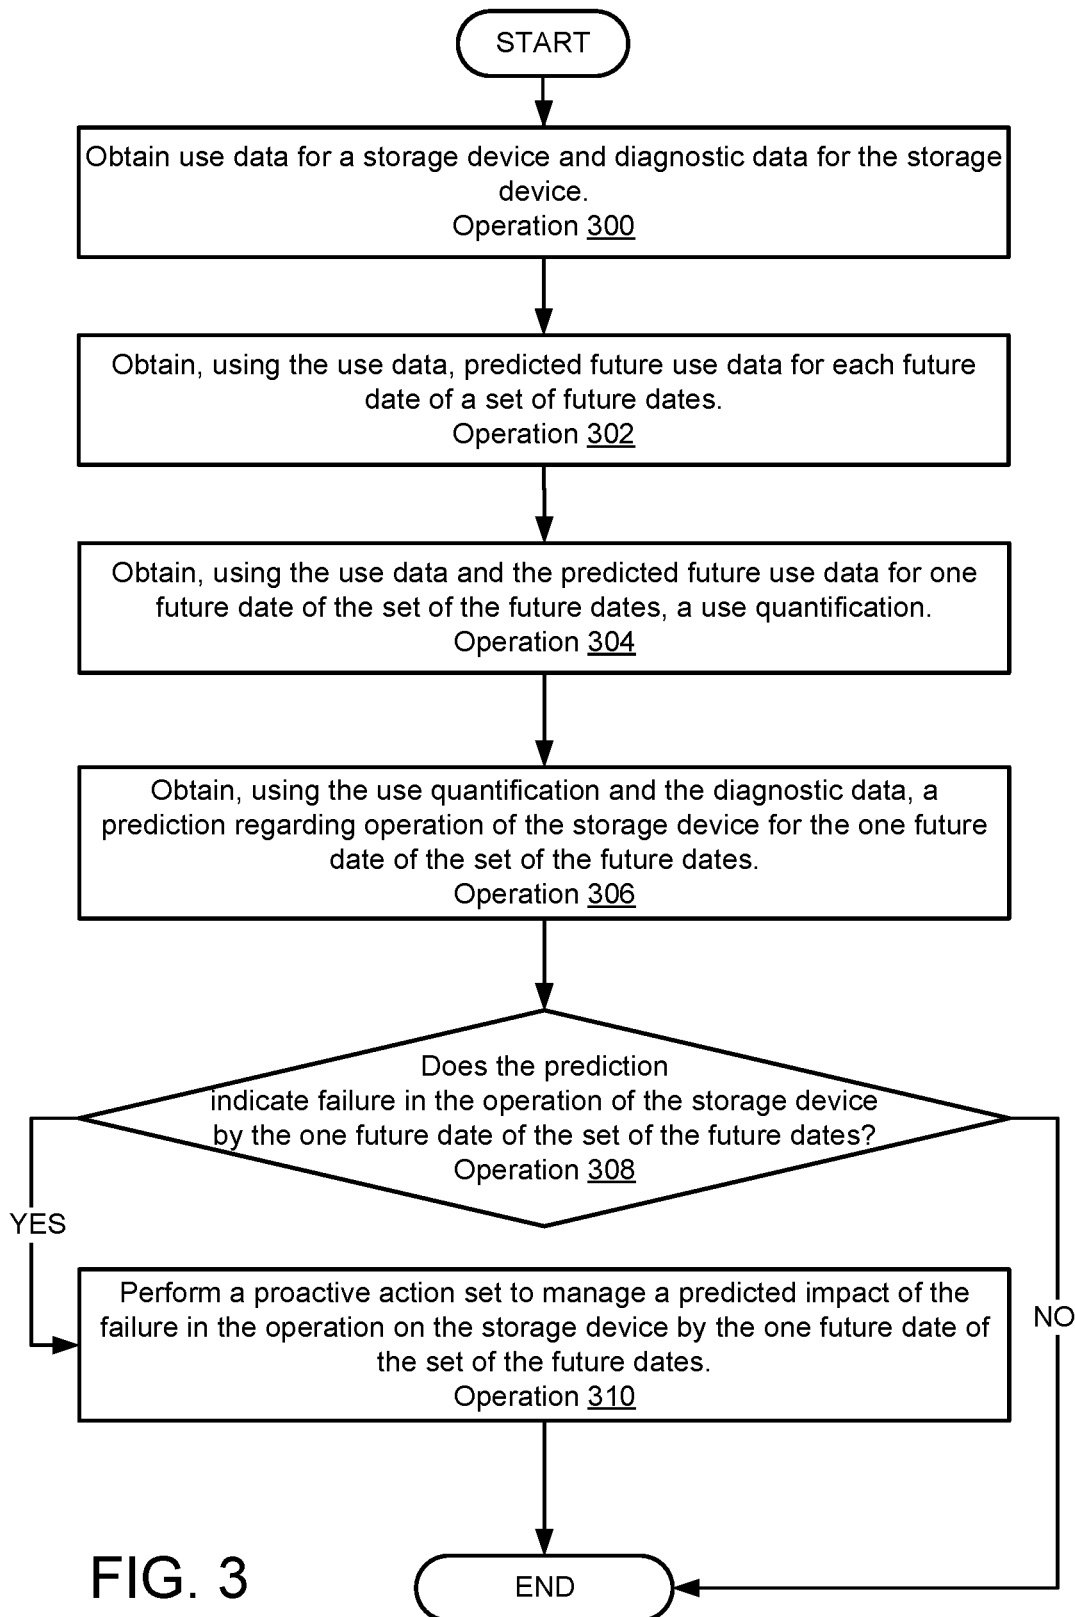 START
Obtain use data for a storage device and diagnostic data for the storage
device.
Operation 300
Obtain, using the use data, predicted future use data for each future
date of a set of future dates.
Operation 302
Obtain, using the use data and the predicted future use data for one
future date of the set of the future dates, a use quantification.
Operation 304
Obtain, using the use quantification and the diagnostic data, a
prediction regarding operation of the storage device for the one future
date of the set of the future dates.
Operation 306
Does the prediction
indicate failure in the operation of the storage device
by the one future date of the set of the future dates?
Operation 308
YES
NO
Perform a proactive action set to manage a predicted impact of the
failure in the operation on the storage device by the one future date of
the set of the future dates.
Operation 310
END
FIG. 3